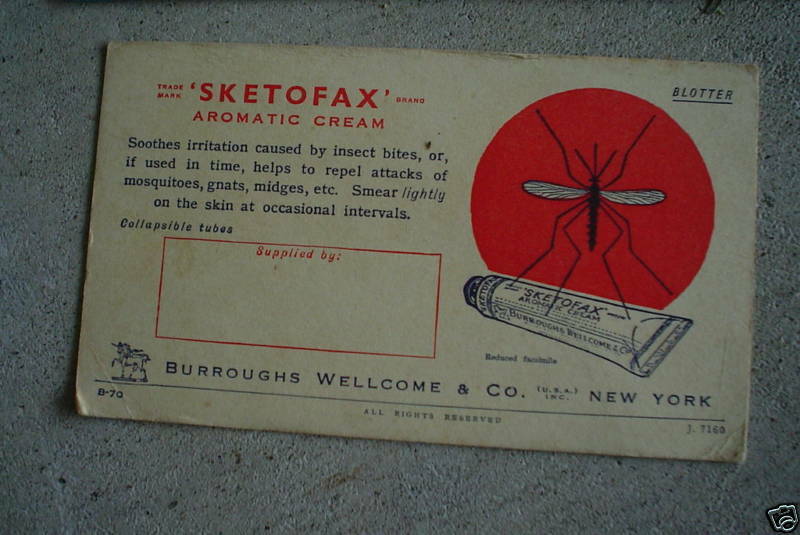 BLOTTER
TRADE MARK 'SKETOFAX' BRAND
AROMATIC CREAM
Soothes irritation caused by insect bites, or,
if used in time, helps to repel attacks of
mosquitoes, gnats, midges, etc. Smear lightly
on the skin at occasional intervals.
Collapsible tubes
Supplied by:
SKETOFAX
'SKETOFAX'
AROMATIC CREAM
BURROUGHS WELLCOME & CO.
Reduced facsimile
BURROUGHS WELLCOME & CO. (U.S.A.) INC. NEW YORK
B-70
ALL RIGHTS RESERVED
J. 7160